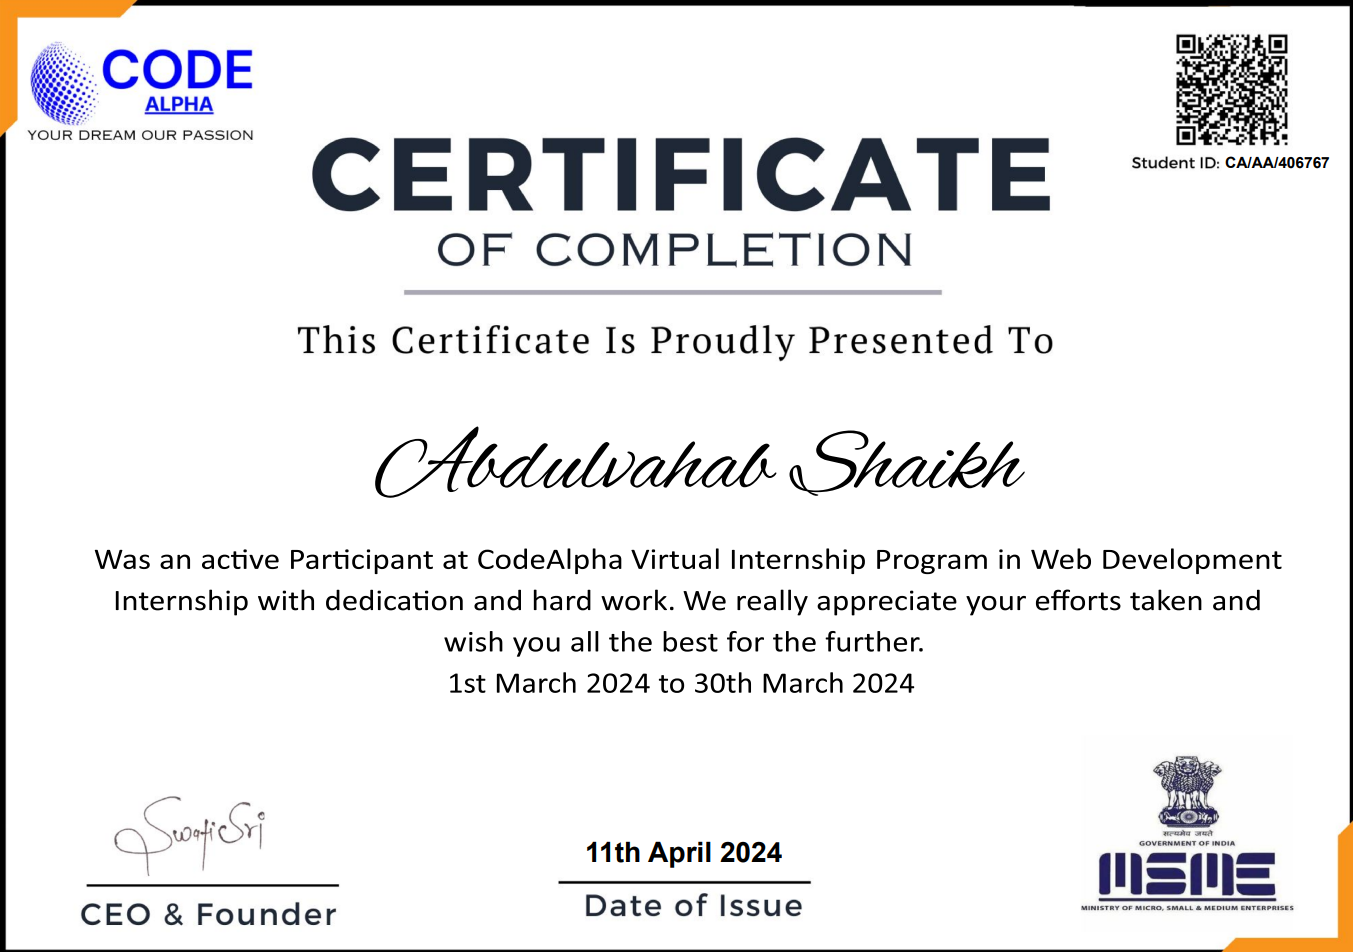 CODE
ALPHA
YOUR DREAM OUR PASSION
Student ID: CA/AA/406767
CERTIFICATE
OF COMPLETION
This Certificate Is Proudly Presented To
Abdulvahab Shaikh
Was an active Participant at CodeAlpha Virtual Internship Program in Web Development
Internship with dedication and hard work. We really appreciate your efforts taken and
wish you all the best for the further.
1st March 2024 to 30th March 2024
SwatiSri
CEO & Founder
11th April 2024
Date of Issue
सत्यमेव जयते
GOVERNMENT OF INDIA
MSME
MINISTRY OF MICRO, SMALL & MEDIUM ENTERPRISES